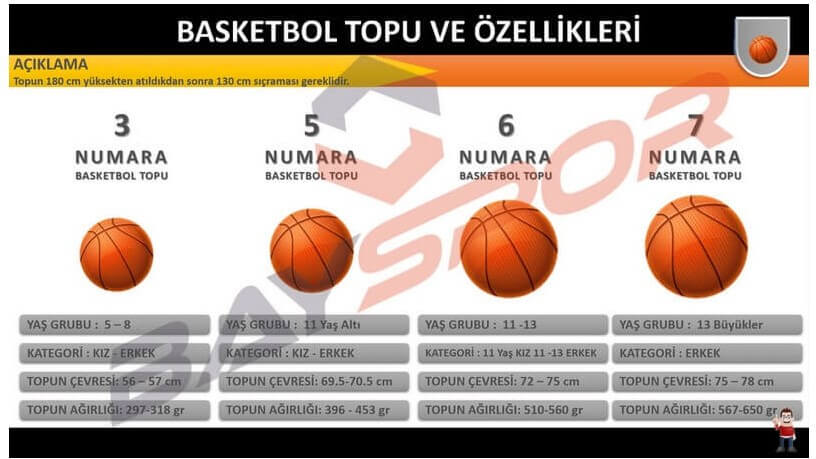 BASKETBOL TOPU VE ÖZELLİKLERİ
AÇIKLAMA
Topun 180 cm yüksekten atıldıkdan sonra 130 cm sıçraması gereklidir.
3
NUMARA
BASKETBOL TOPU
5
NUMARA
BASKETBOL TOPU
6
NUMARA
BASKETBOL TOPU
7
NUMARA
BASKETBOL TOPU
BAYSPOR
YAŞ GRUBU : 5 – 8
KATEGORİ : KIZ - ERKEK
TOPUN ÇEVRESİ: 56 – 57 cm
TOPUN AĞIRLIĞI: 297-318 gr
YAŞ GRUBU : 11 Yaş Altı
KATEGORİ : KIZ - ERKEK
TOPUN ÇEVRESİ: 69.5-70.5 cm
TOPUN AĞIRLIĞI: 396 - 453 gr
YAŞ GRUBU : 11 -13
KATEGORİ : 11 Yaş KIZ 11 -13 ERKEK
TOPUN ÇEVRESİ: 72 – 75 cm
TOPUN AĞIRLIĞI: 510-560 gr
YAŞ GRUBU : 13 Büyükler
KATEGORİ : ERKEK
TOPUN ÇEVRESİ: 75 – 78 cm
TOPUN AĞIRLIĞI: 567-650 gr